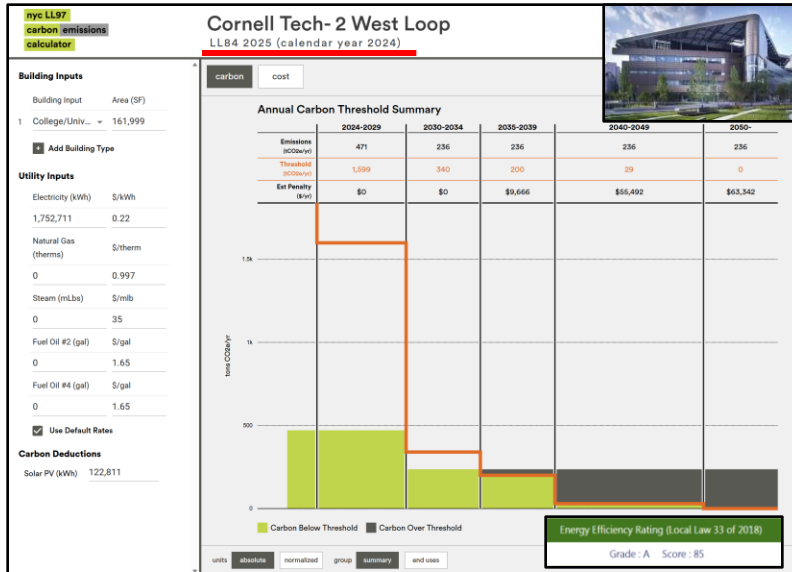 nyc LL97
carbon emissions
calculator
Cornell Tech- 2 West Loop
LL84 2025 (calendar year 2024)
Building Inputs
Building Input Area (SF)
1 College/Univ... 161,999
+ Add Building Type
Utility Inputs
Electricity (kWh) $/kWh
1,752,711 0.22
Natural Gas
(therms) $/therm
0 0.997
Steam (mLbs) $/mlb
0 35
Fuel Oil #2 (gal) $/gal
0 1.65
Fuel Oil #4 (gal) $/gal
0 1.65
Use Default Rates
Carbon Deductions
Solar PV (kWh) 122,811
carbon cost
Annual Carbon Threshold Summary
2024-2029 2030-2034 2035-2039 2040-2049 2050-
Emissions
(tCO2e/yr) 471 236 236 236 236
Threshold
(tCO2e/yr) 1,599 340 200 29 0
Est Penalty
($/yr) $0 $0 $9,666 $55,492 $63,342
tons CO2e/yr
1.5k
1k
500
0
Carbon Below Threshold Carbon Over Threshold
units absolute normalized group summary end uses
Energy Efficiency Rating (Local Law 33 of 2018)
Grade : A Score : 85